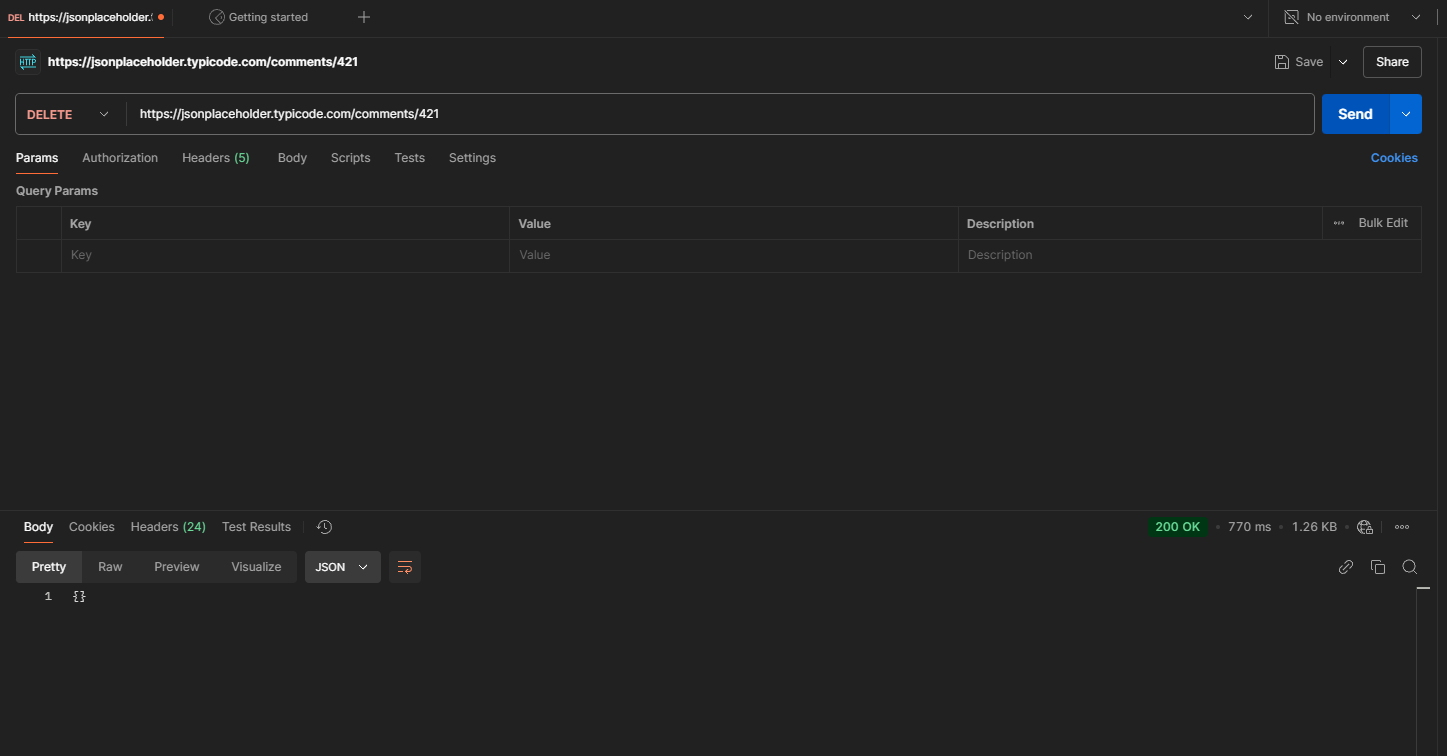 DEL https://jsonplaceholder. Getting started No environment
HTTP https://jsonplaceholder.typicode.com/comments/421 Save Share
DELETE https://jsonplaceholder.typicode.com/comments/421 Send
Params Authorization Headers (5) Body Scripts Tests Settings Cookies
Query Params
Key Value Description Bulk Edit
Key Value Description
Body Cookies Headers (24) Test Results 200 OK 770 ms 1.26 KB
Pretty Raw Preview Visualize JSON
1 {}